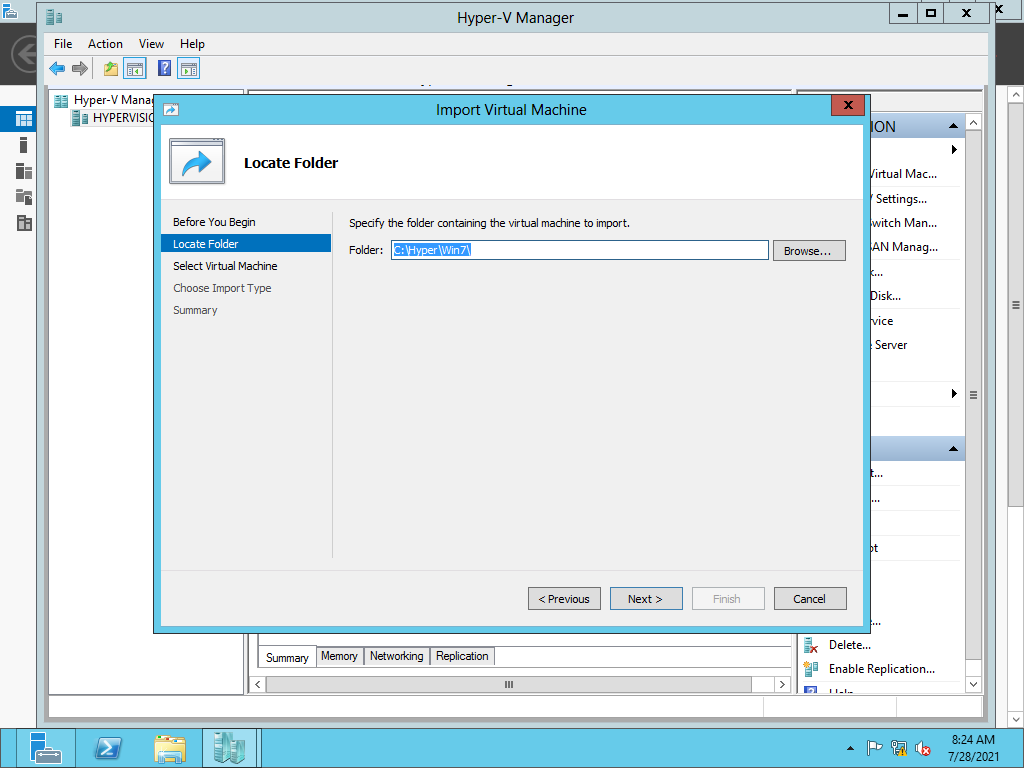 Hyper-V Manager
File Action View Help
Hyper-V Mana
HYPERVISIO
Import Virtual Machine
Locate Folder
Before You Begin
Locate Folder
Select Virtual Machine
Choose Import Type
Summary
Specify the folder containing the virtual machine to import.
Folder: C:\Hyper\Win7\ Browse...
< Previous Next > Finish Cancel
ION
Virtual Mac...
Settings...
witch Man...
AN Manag...
k...
Disk...
vice
Server
t...
...
pt
e...
Delete...
Enable Replication...
Help
Summary Memory Networking Replication
8:24 AM
7/28/2021